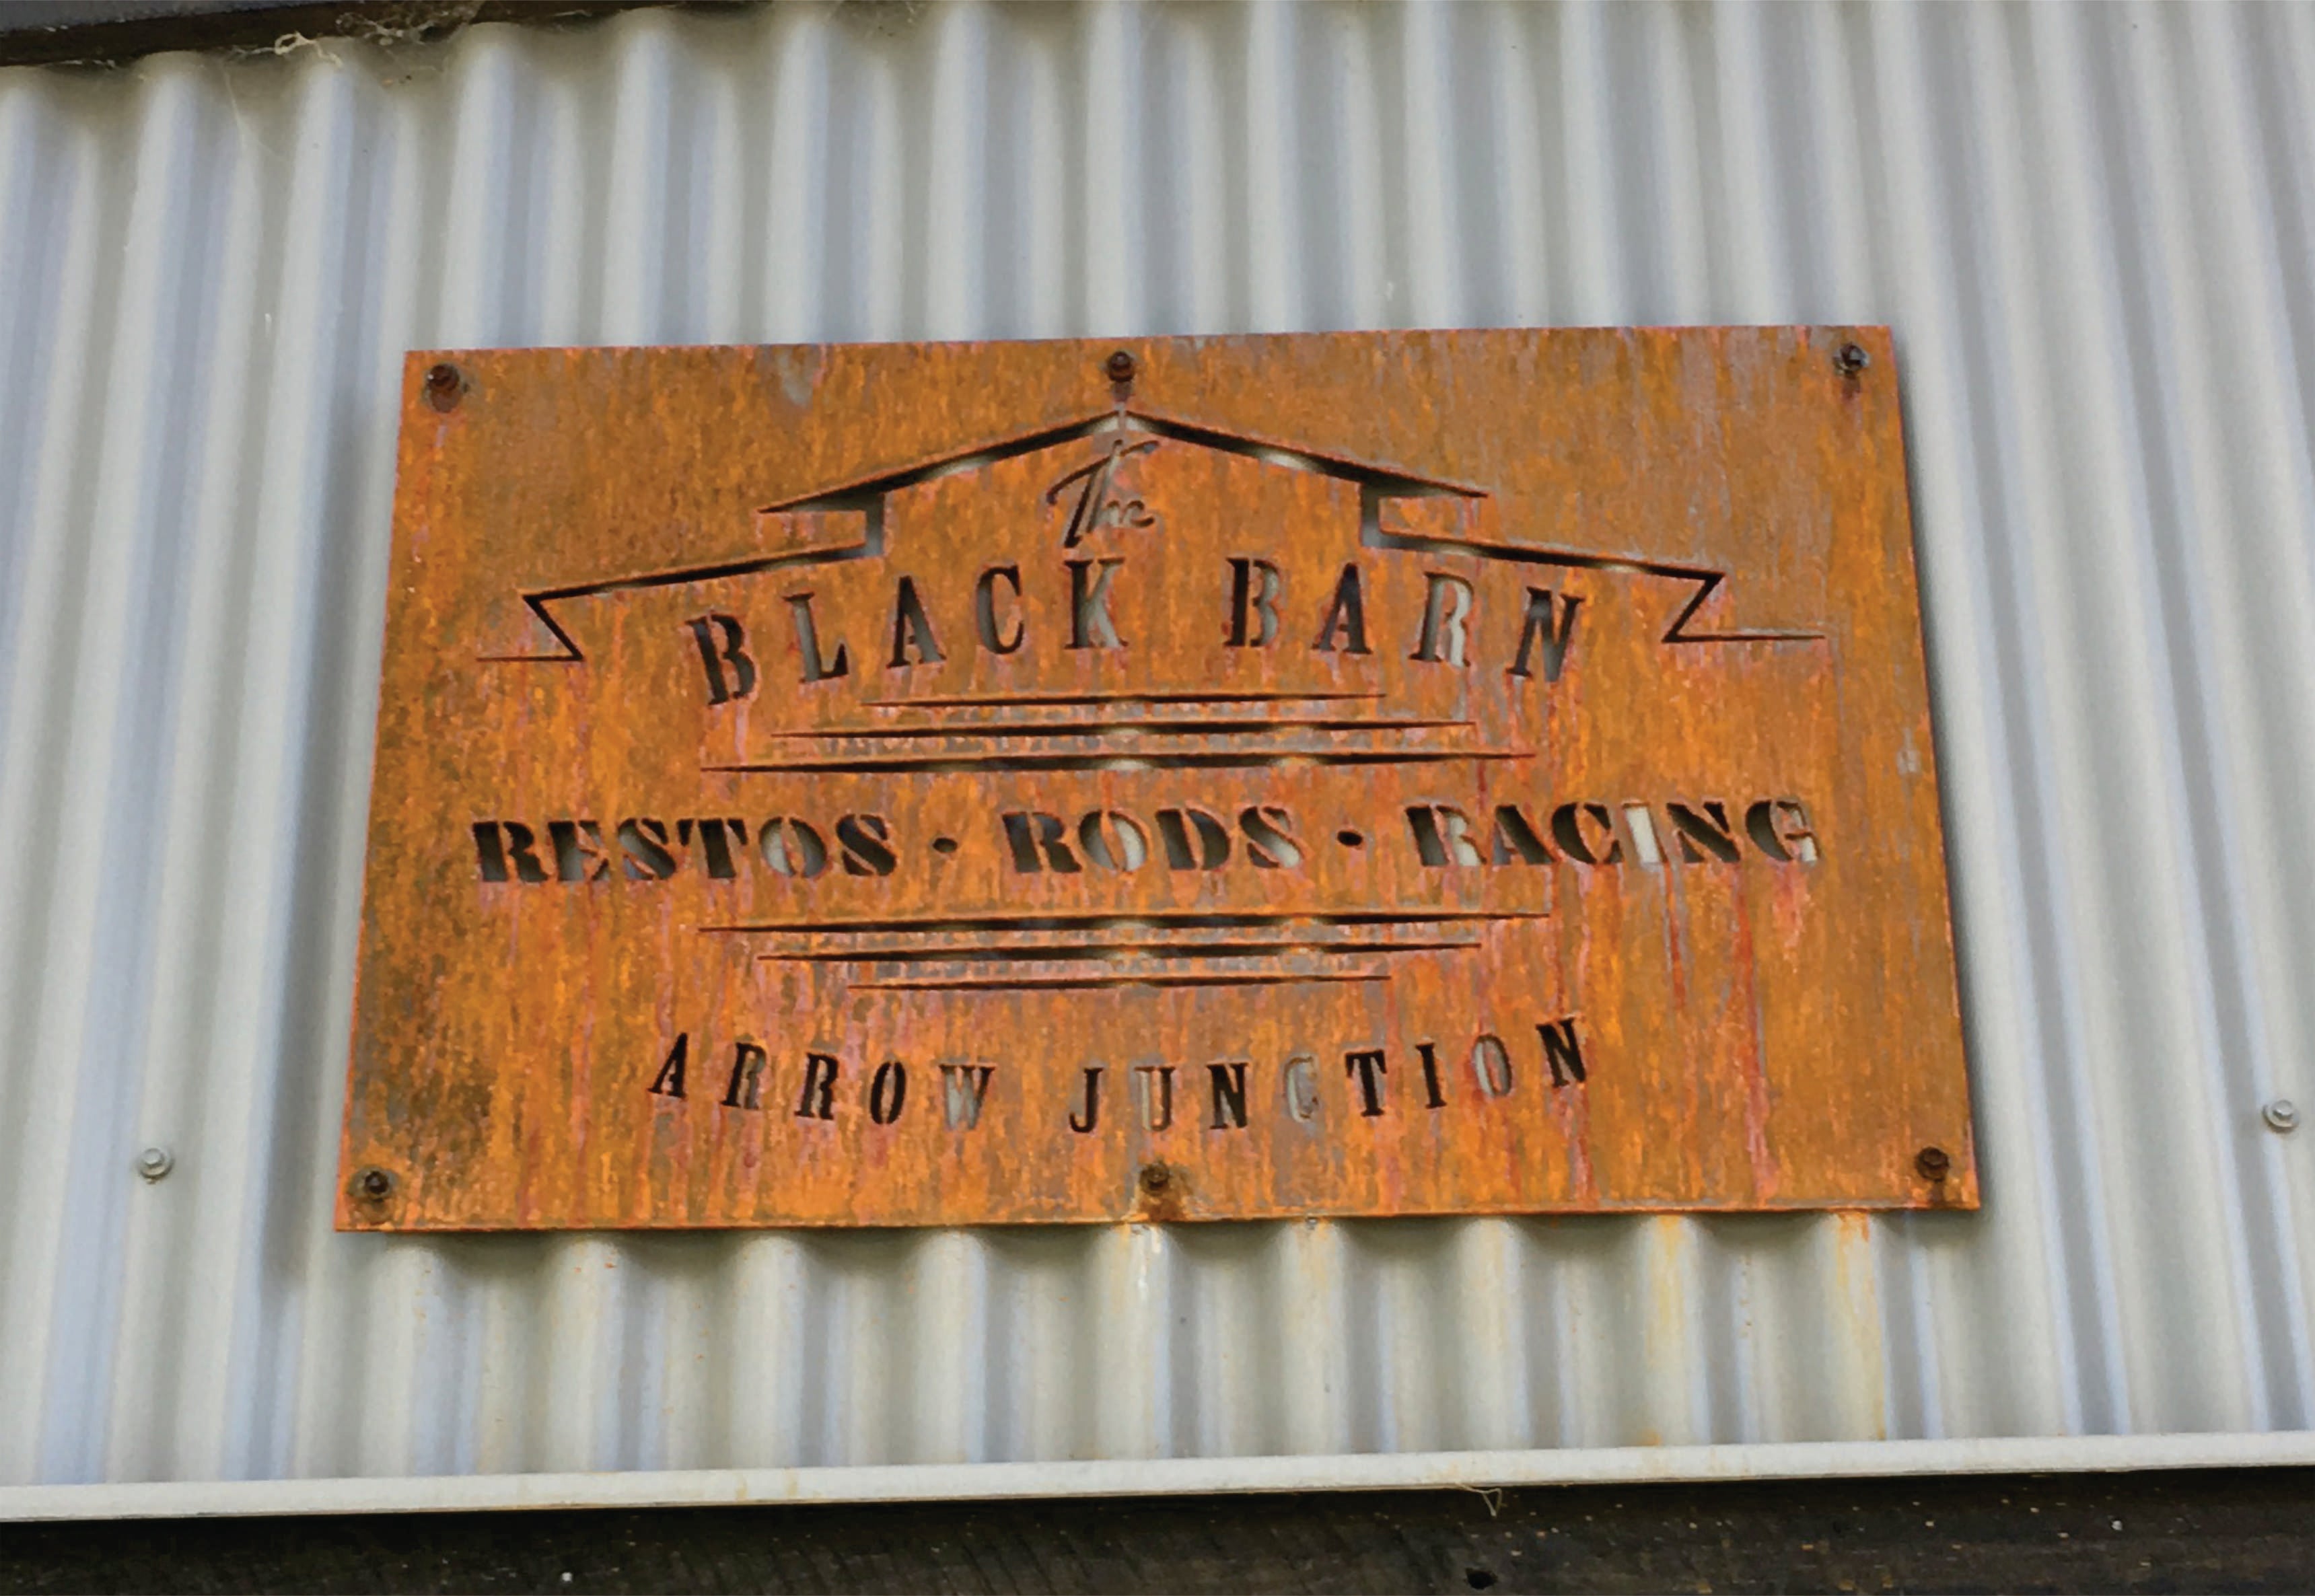 The
BLACK BARN
RESTOS · RODS · RACING
ARROW JUNCTION